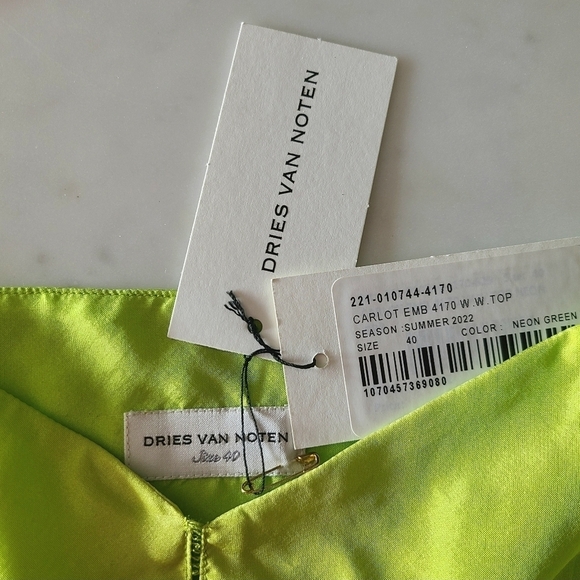 DRIES VAN NOTEN
221-010744-4170
CARLOT EMB 4170 W.W.TOP
SEASON :SUMMER 2022 COLOR : NEON GREEN
SIZE 40
1070457369080
DRIES VAN NOTEN
Size 40